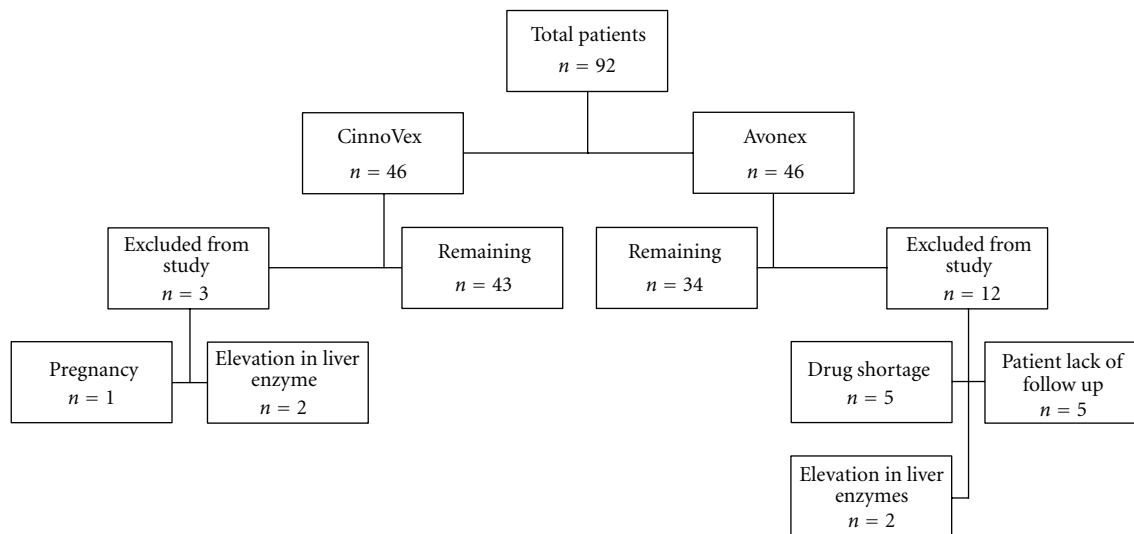 Total patients
n = 92
CinnoVex
n = 46
Avonex
n = 46
Excluded from
study
n = 3
Remaining
n = 43
Remaining
n = 34
Excluded from
study
n = 12
Pregnancy
n = 1
Elevation in liver
enzyme
n = 2
Drug shortage
n = 5
Patient lack of
follow up
n = 5
Elevation in liver
enzymes
n = 2